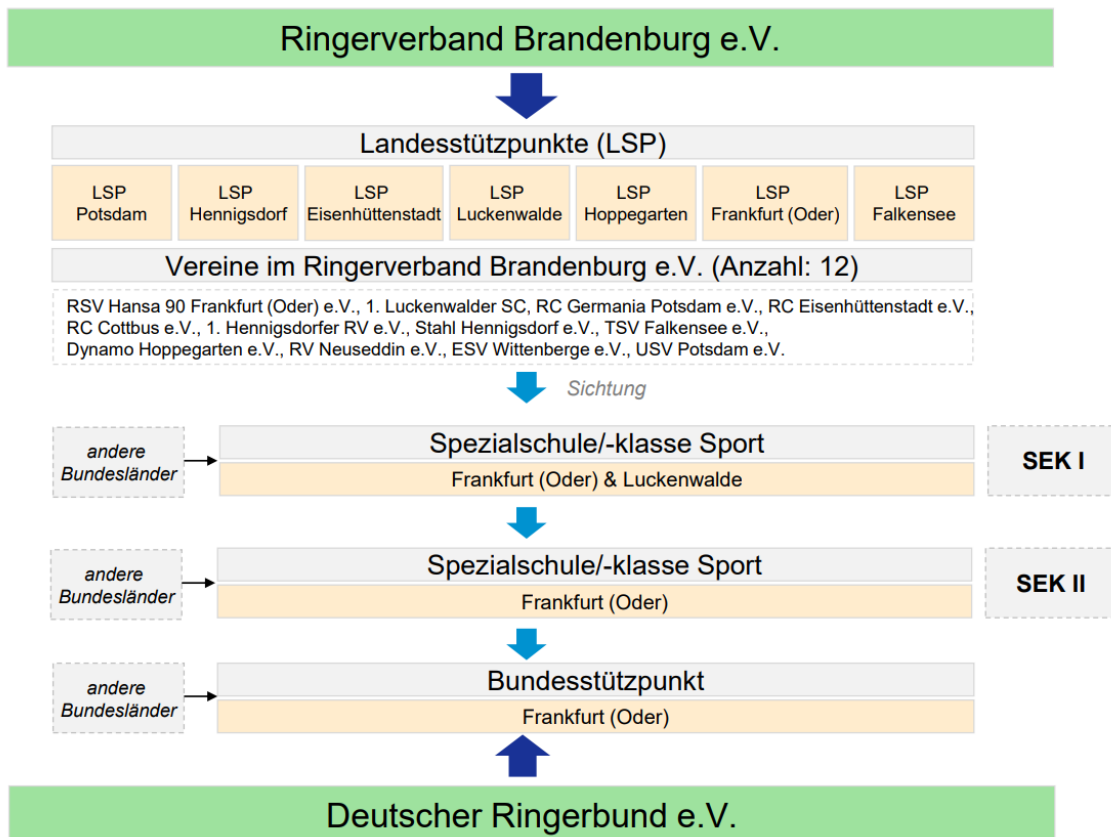 Ringerverband Brandenburg e.V.
Landesstützpunkte (LSP)
LSP
Potsdam
LSP
Hennigsdorf
LSP
Eisenhüttenstadt
LSP
Luckenwalde
LSP
Hoppegarten
LSP
Frankfurt (Oder)
LSP
Falkensee
Vereine im Ringerverband Brandenburg e.V. (Anzahl: 12)
RSV Hansa 90 Frankfurt (Oder) e.V., 1. Luckenwalder SC, RC Germania Potsdam e.V., RC Eisenhüttenstadt e.V.,
RC Cottbus e.V., 1. Hennigsdorfer RV e.V., Stahl Hennigsdorf e.V., TSV Falkensee e.V.,
Dynamo Hoppegarten e.V., RV Neuseddin e.V., ESV Wittenberge e.V., USV Potsdam e.V.
Sichtung
andere
Bundesländer
Spezialschule/-klasse Sport
Frankfurt (Oder) & Luckenwalde
SEK I
andere
Bundesländer
Spezialschule/-klasse Sport
Frankfurt (Oder)
SEK II
andere
Bundesländer
Bundesstützpunkt
Frankfurt (Oder)
Deutscher Ringerbund e.V.